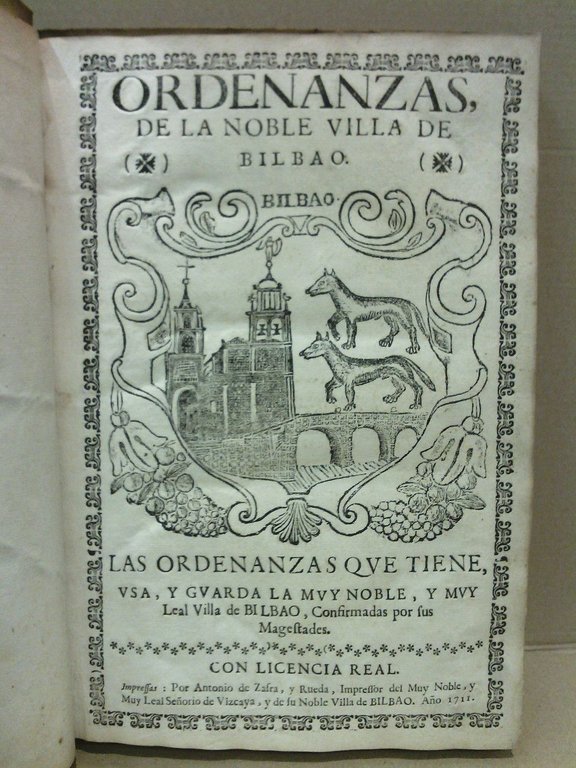 ORDENANZAS,
DE LA NOBLE VILLA DE
BILBAO.
BILBAO.
LAS ORDENANZAS QVE TIENE,
VSA, Y GVARDA LA MVY NOBLE, Y MVY
Leal Villa de BILBAO, Confirmadas por ſus
Mageſtades.
CON LICENCIA REAL.
Impreſſas: Por Antonio de Zafra, y Rueda, Impreſſor del Muy Noble, y
Muy Leal Señorio de Vizcaya, y de ſu Noble Villa de BILBAO. Año 1711.